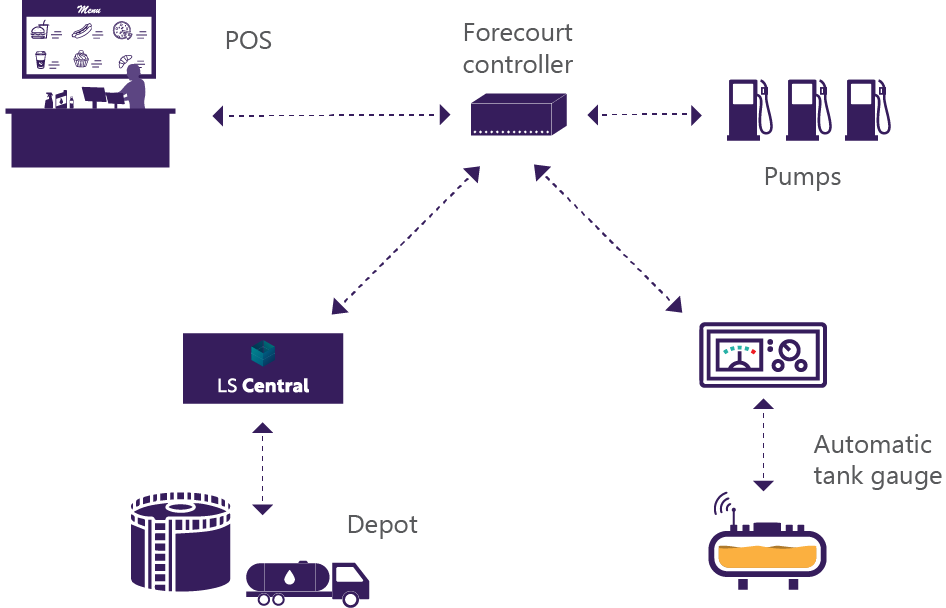 Menu
POS
Forecourt
controller
Pumps
LS Central
Automatic
tank gauge
Depot